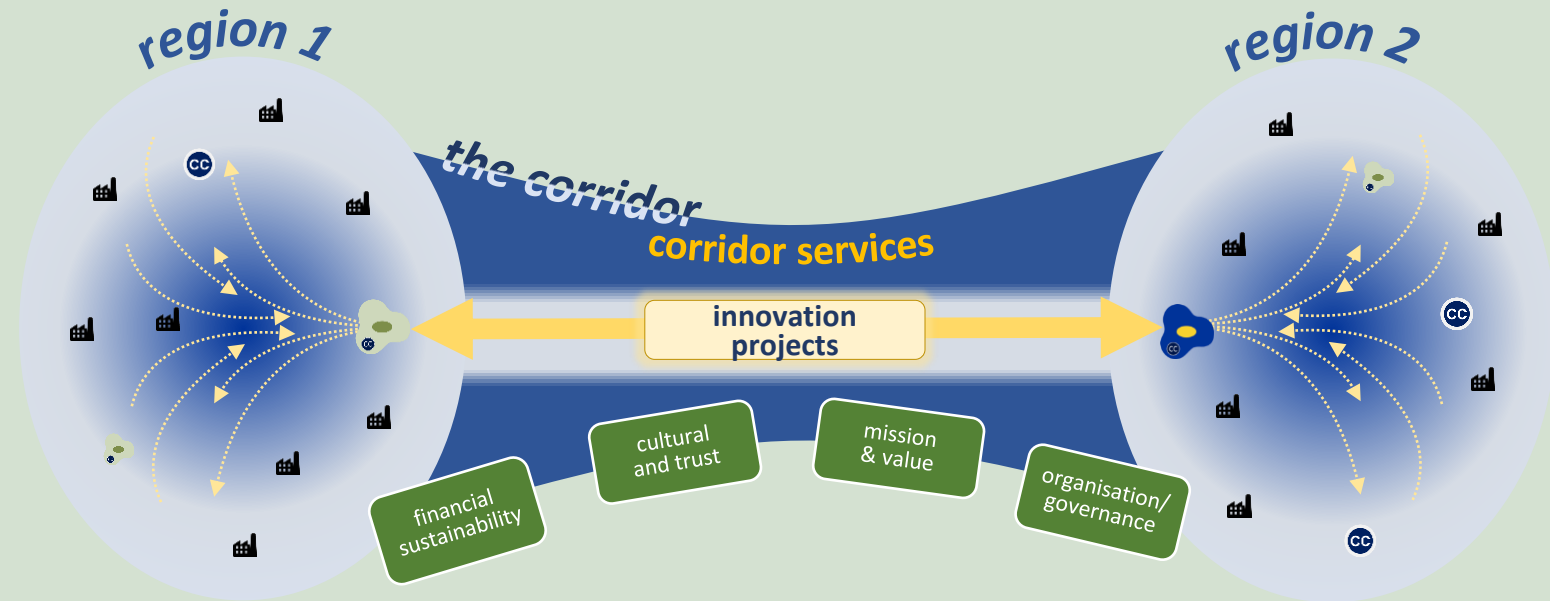 region 1
region 2
the corridor
corridor services
innovation
projects
cultural
and trust
mission
& value
financial
sustainability
organisation/
governance
CC
CC
CC
CC
CC